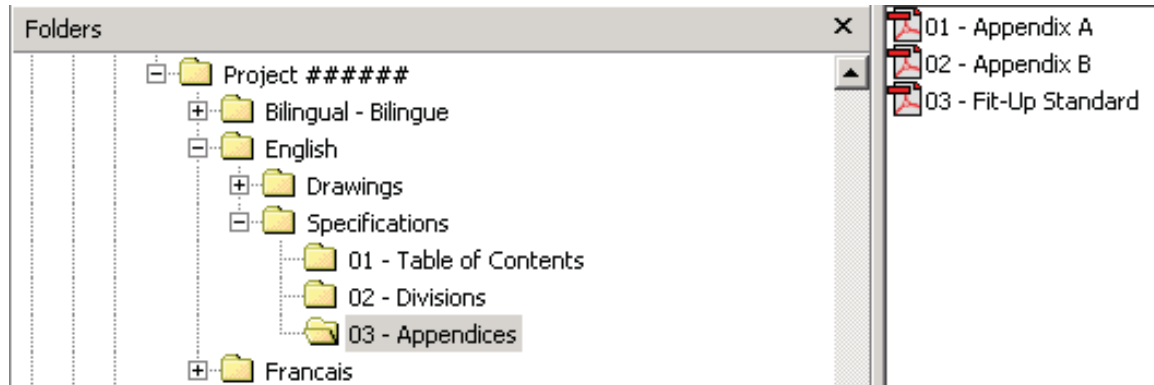 Folders
Project ######
Bilingual - Bilingue
English
Drawings
Specifications
01 - Table of Contents
02 - Divisions
03 - Appendices
Francais
01 - Appendix A
02 - Appendix B
03 - Fit-Up Standard